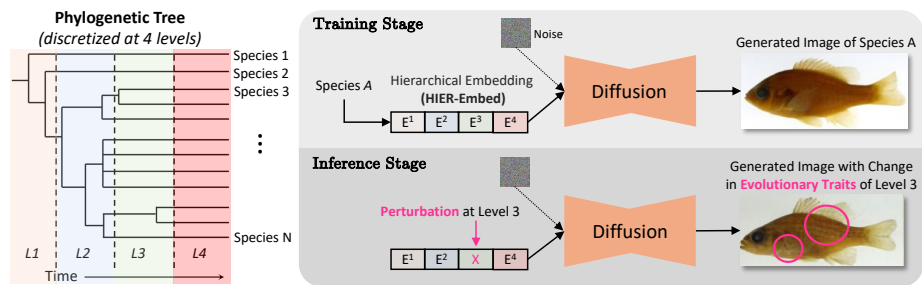 Phylogenetic Tree
(discretized at 4 levels)
Species 1
Species 2
Species 3
Species N
L1
L2
L3
L4
Time
Training Stage
Noise
Species A
Hierarchical Embedding
(HIER-Embed)
E1 E2 E3 E4
Diffusion
Generated Image of Species A
Inference Stage
Perturbation at Level 3
E1 E2 X E4
Diffusion
Generated Image with Change
in Evolutionary Traits of Level 3